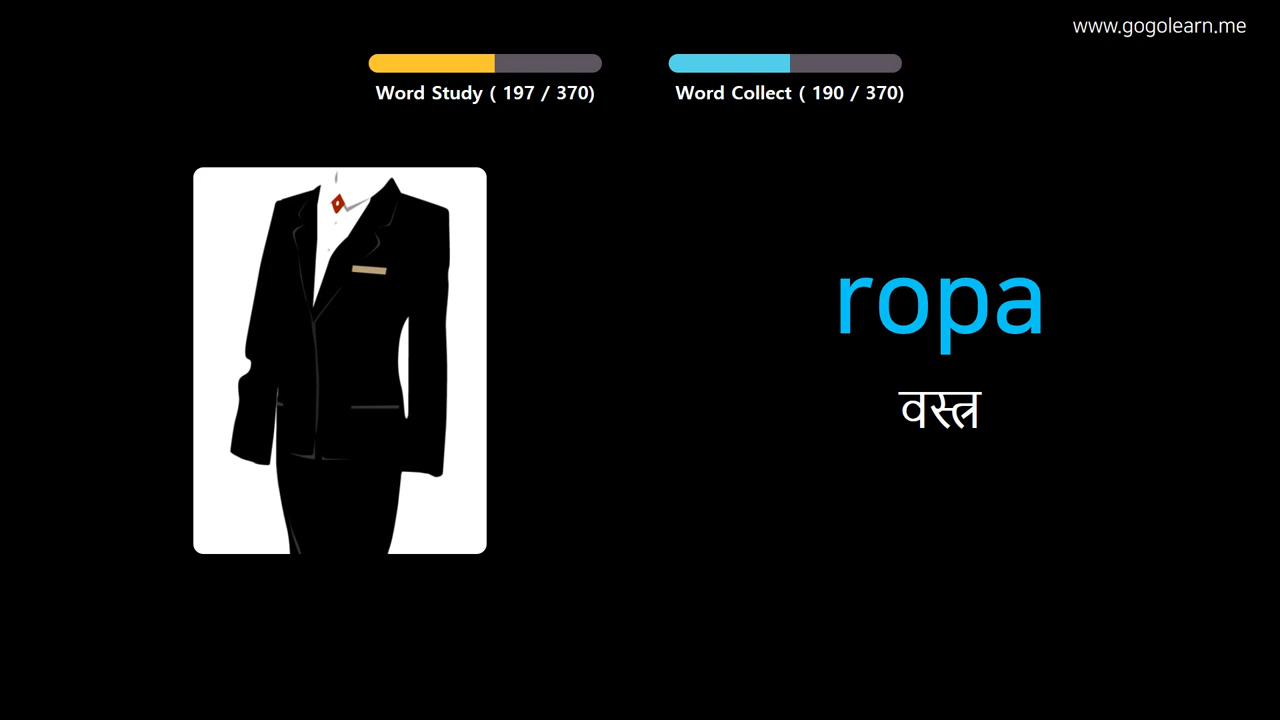 www.gogolearn.me
Word Study ( 197 / 370)
Word Collect ( 190 / 370)
ropa
वस्त्र